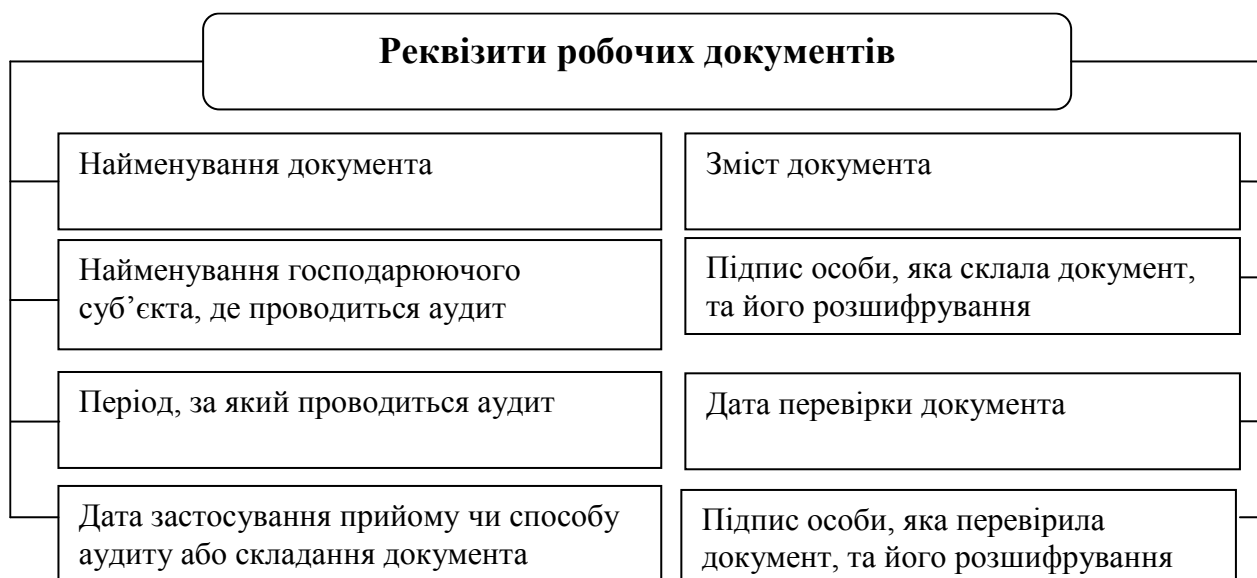 Реквізити робочих документів
Найменування документа
Найменування господарюючого
суб’єкта, де проводиться аудит
Період, за який проводиться аудит
Дата застосування прийому чи способу
аудиту або складання документа
Зміст документа
Підпис особи, яка склала документ,
та його розшифрування
Дата перевірки документа
Підпис особи, яка перевірила
документ, та його розшифрування